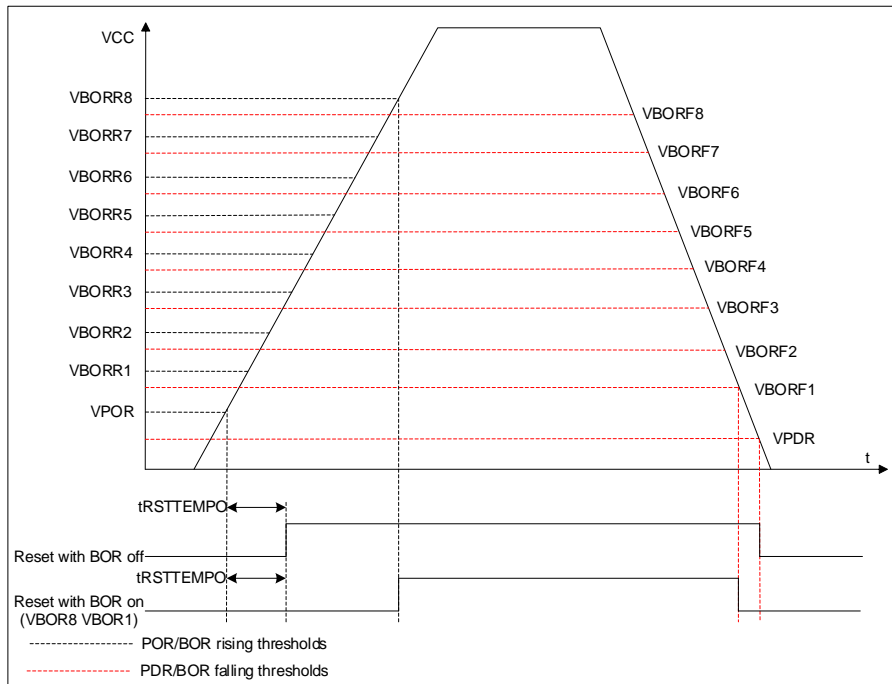 VCC
VBORR8
VBORR7
VBORR6
VBORR5
VBORR4
VBORR3
VBORR2
VBORR1
VPOR
VBORF8
VBORF7
VBORF6
VBORF5
VBORF4
VBORF3
VBORF2
VBORF1
VPDR
t
tRSTTEMPO
Reset with BOR off
tRSTTEMPO
Reset with BOR on
(VBOR8 VBOR1)
POR/BOR rising thresholds
PDR/BOR falling thresholds